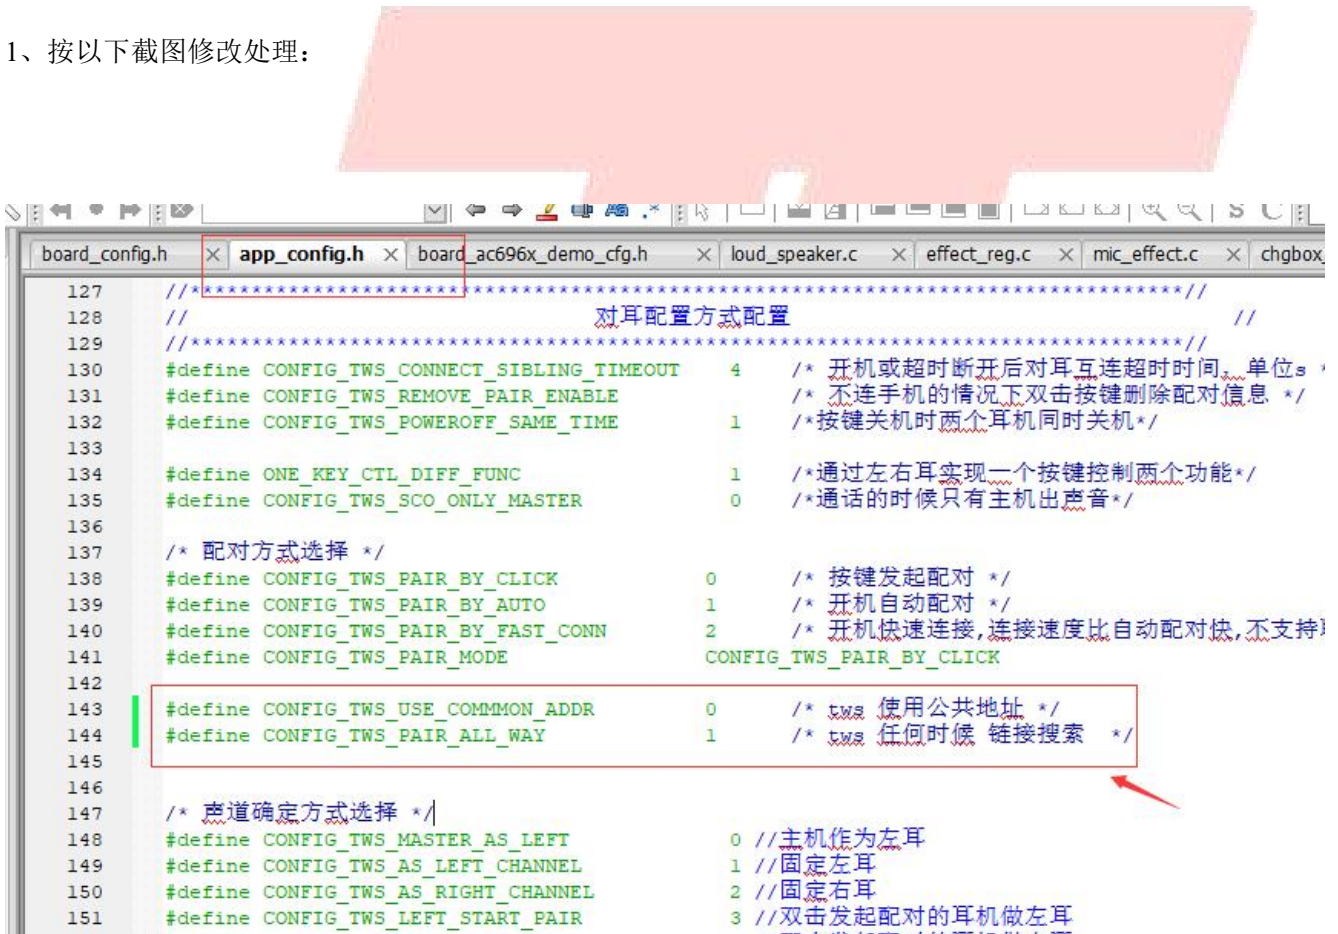 1、按以下截图修改处理：
board_config.h × app_config.h × board_ac696x_demo_cfg.h × loud_speaker.c × effect_reg.c × mic_effect.c × chgbox_
127 //*****************************************************************************//
128 // 对耳配置方式配置 //
129 //*****************************************************************************//
130 #define CONFIG_TWS_CONNECT_SIBLING_TIMEOUT 4 /* 开机或超时断开后对耳互连超时时间，单位s *
131 #define CONFIG_TWS_REMOVE_PAIR_ENABLE /* 不连手机的情况下双击按键删除配对信息 */
132 #define CONFIG_TWS_POWEROFF_SAME_TIME 1 /*按键关机时两个耳机同时关机*/
133
134 #define ONE_KEY_CTL_DIFF_FUNC 1 /*通过左右耳实现一个按键控制两个功能*/
135 #define CONFIG_TWS_SCO_ONLY_MASTER 0 /*通话的时候只有主机出声音*/
136
137 /* 配对方式选择 */
138 #define CONFIG_TWS_PAIR_BY_CLICK 0 /* 按键发起配对 */
139 #define CONFIG_TWS_PAIR_BY_AUTO 1 /* 开机自动配对 */
140 #define CONFIG_TWS_PAIR_BY_FAST_CONN 2 /* 开机快速连接,连接速度比自动配对快,不支持
141 #define CONFIG_TWS_PAIR_MODE CONFIG_TWS_PAIR_BY_CLICK
142
143 #define CONFIG_TWS_USE_COMMMON_ADDR 0 /* tws 使用公共地址 */
144 #define CONFIG_TWS_PAIR_ALL_WAY 1 /* tws 任何时候 链接搜索 */
145
146
147 /* 声道确定方式选择 */
148 #define CONFIG_TWS_MASTER_AS_LEFT 0 //主机作为左耳
149 #define CONFIG_TWS_AS_LEFT_CHANNEL 1 //固定左耳
150 #define CONFIG_TWS_AS_RIGHT_CHANNEL 2 //固定右耳
151 #define CONFIG_TWS_LEFT_START_PAIR 3 //双击发起配对的耳机做左耳